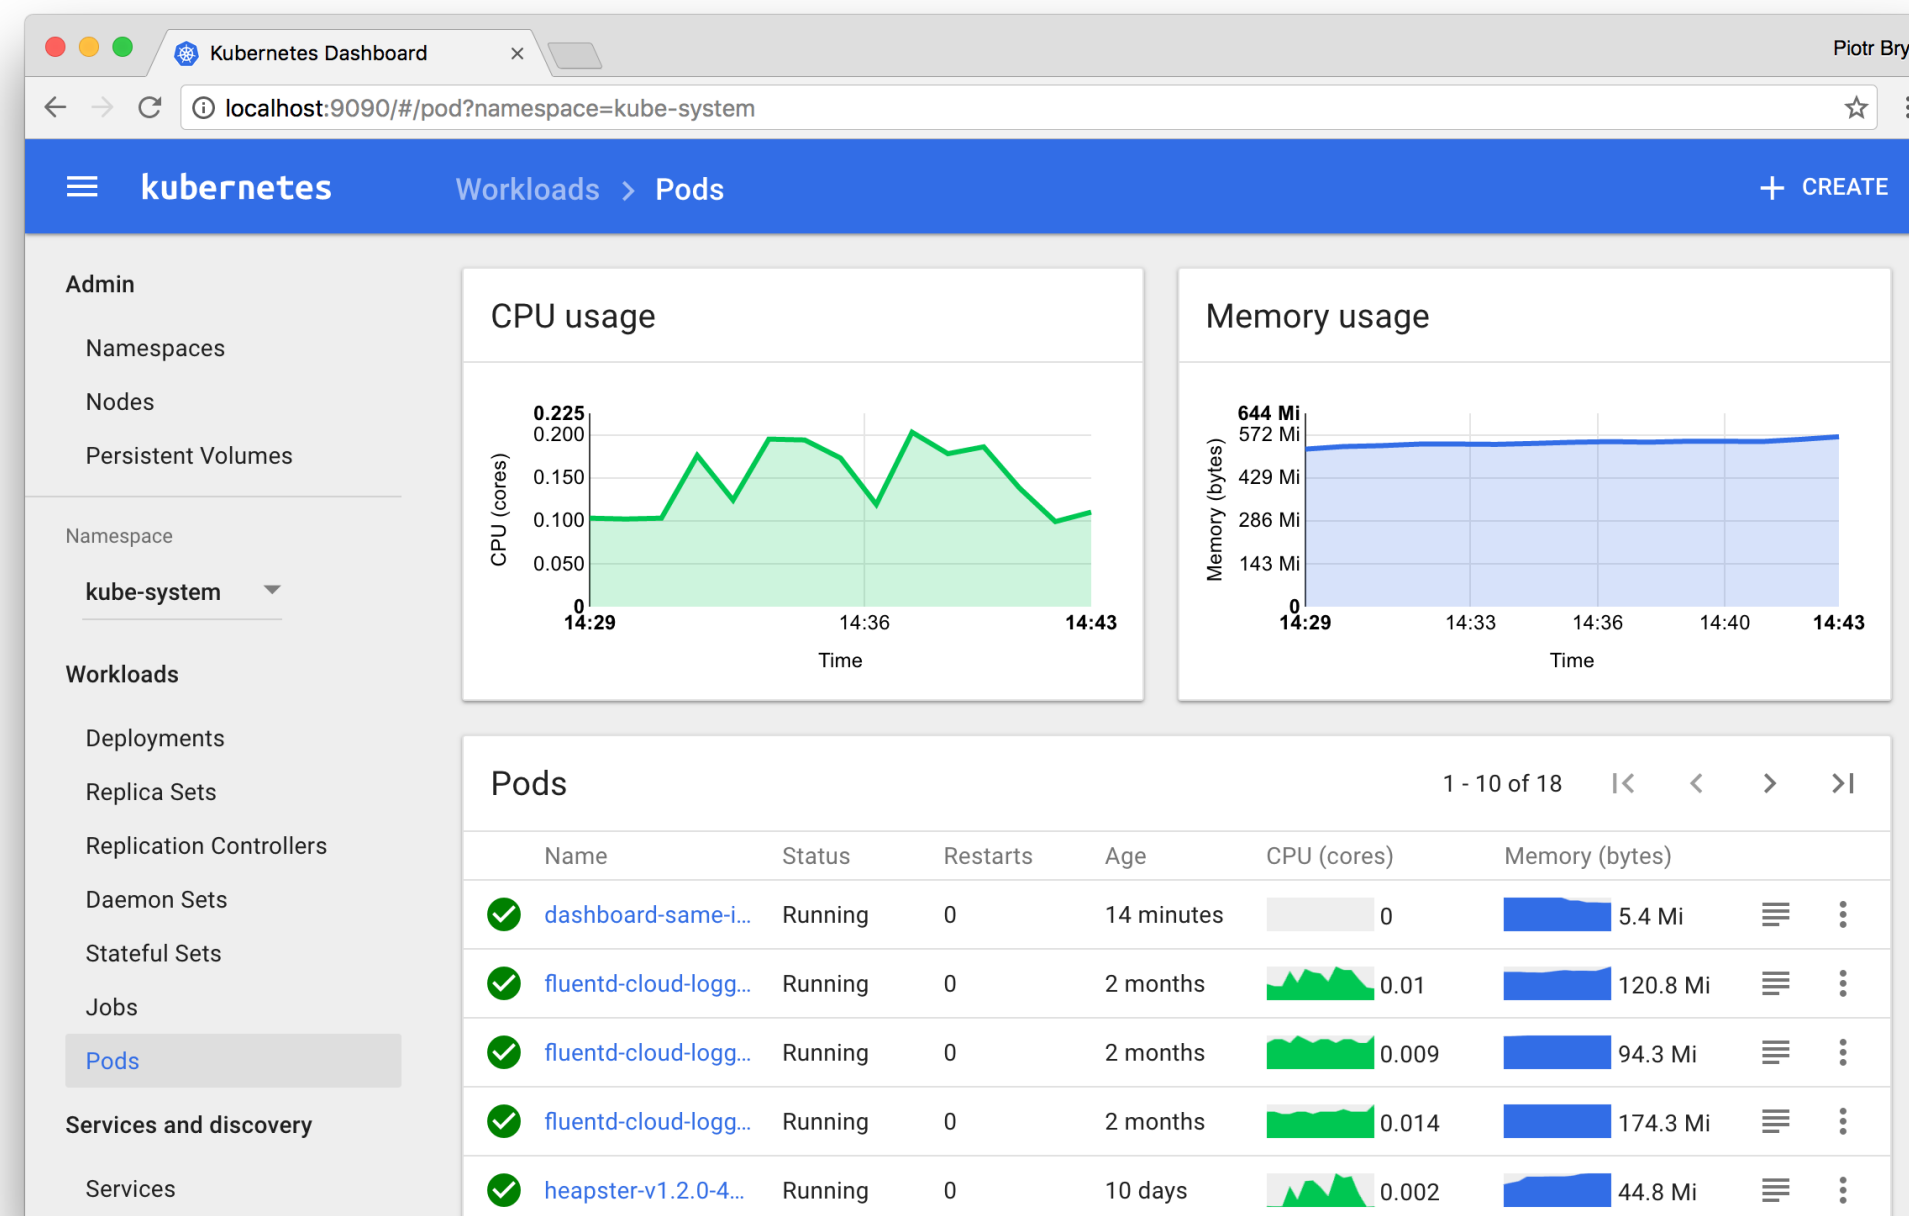 Kubernetes Dashboard
Piotr Bry
localhost:9090/#/pod?namespace=kube-system
kubernetes
Workloads > Pods
+ CREATE
Admin
Namespaces
Nodes
Persistent Volumes
Namespace
kube-system
Workloads
Deployments
Replica Sets
Replication Controllers
Daemon Sets
Stateful Sets
Jobs
Pods
Services and discovery
Services
CPU usage
CPU (cores)
0.225
0.200
0.150
0.100
0.050
0
14:29 14:36 14:43
Time
Memory usage
Memory (bytes)
644 Mi
572 Mi
429 Mi
286 Mi
143 Mi
0
14:29 14:33 14:36 14:40 14:43
Time
Pods
1 - 10 of 18
Name Status Restarts Age CPU (cores) Memory (bytes)
dashboard-same-i... Running 0 14 minutes 0 5.4 Mi
fluentd-cloud-logg... Running 0 2 months 0.01 120.8 Mi
fluentd-cloud-logg... Running 0 2 months 0.009 94.3 Mi
fluentd-cloud-logg... Running 0 2 months 0.014 174.3 Mi
heapster-v1.2.0-4... Running 0 10 days 0.002 44.8 Mi